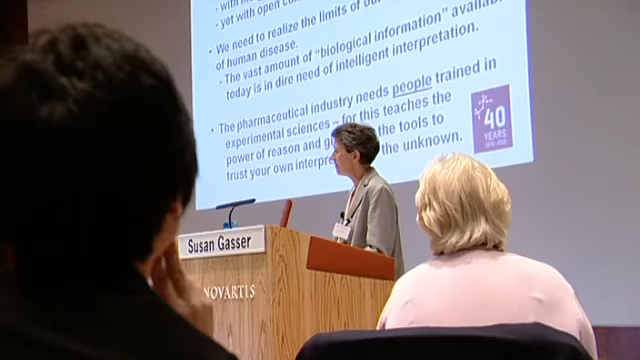 - with
- yet with open
• We need to realize the limits of our
of human disease.
- The vast amount of "biological information" available
today is in dire need of intelligent interpretation.
• The pharmaceutical industry needs people trained in
experimental sciences – for this teaches the
power of reason and the tools to
trust your own the unknown.
40
YEARS
Susan Gasser
NOVARTIS